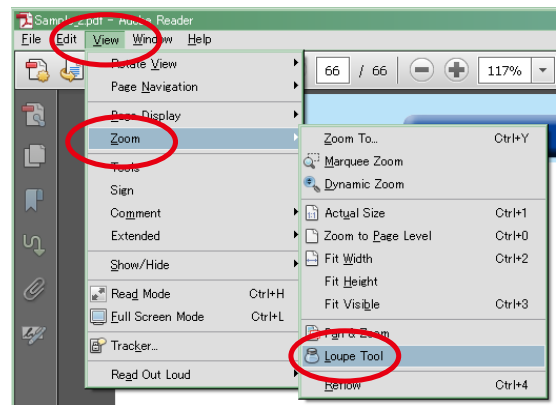 Sample_2.pdf - Adobe Reader
File Edit View Window Help
66 / 66 117%
Rotate View
Page Navigation
Page Display
Zoom
Tools
Sign
Comment
Extended
Show/Hide
Read Mode Ctrl+H
Full Screen Mode Ctrl+L
Tracker...
Read Out Loud
Zoom To... Ctrl+Y
Marquee Zoom
Dynamic Zoom
Actual Size Ctrl+1
Zoom to Page Level Ctrl+0
Fit Width Ctrl+2
Fit Height
Fit Visible Ctrl+3
Pan & Zoom
Loupe Tool
Reflow Ctrl+4